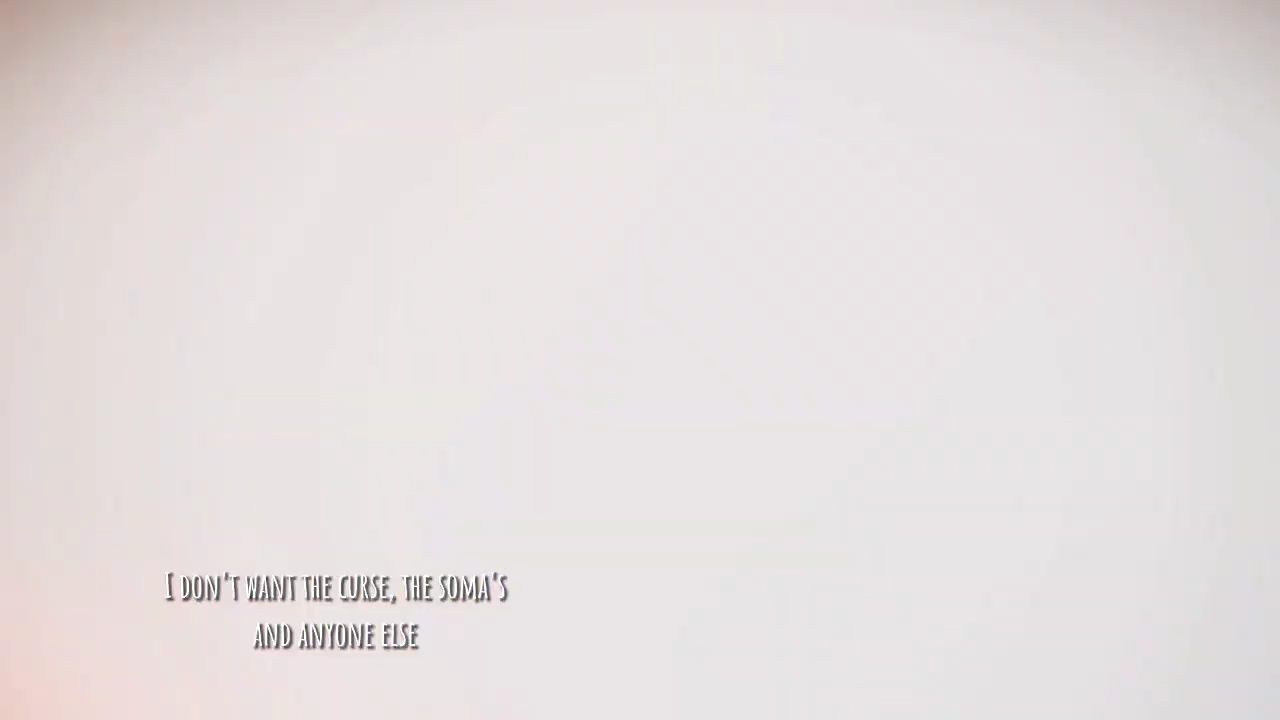 I DON'T WANT THE CURSE, THE SOMA'S
AND ANYONE ELSE